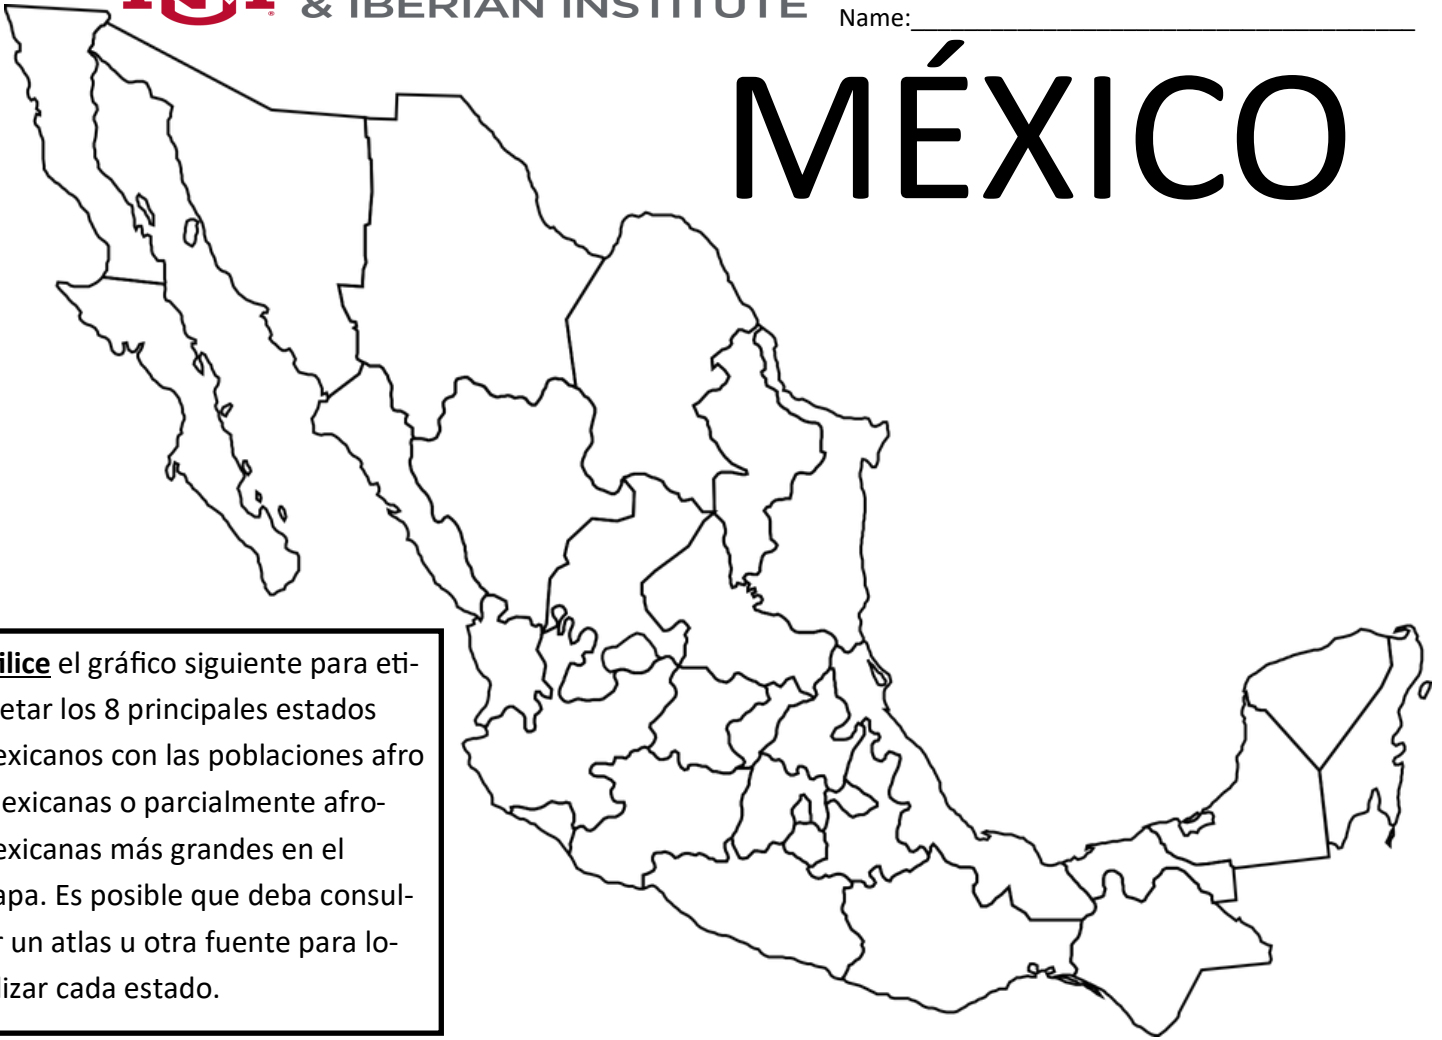 & IBERIAN INSTITUTE
Name:
MÉXICO
ilice el gráfico siguiente para eti-
etar los 8 principales estados
exicanos con las poblaciones afro
exicanas o parcialmente afro-
exicanas más grandes en el
apa. Es posible que deba consul-
r un atlas u otra fuente para lo-
lizar cada estado.